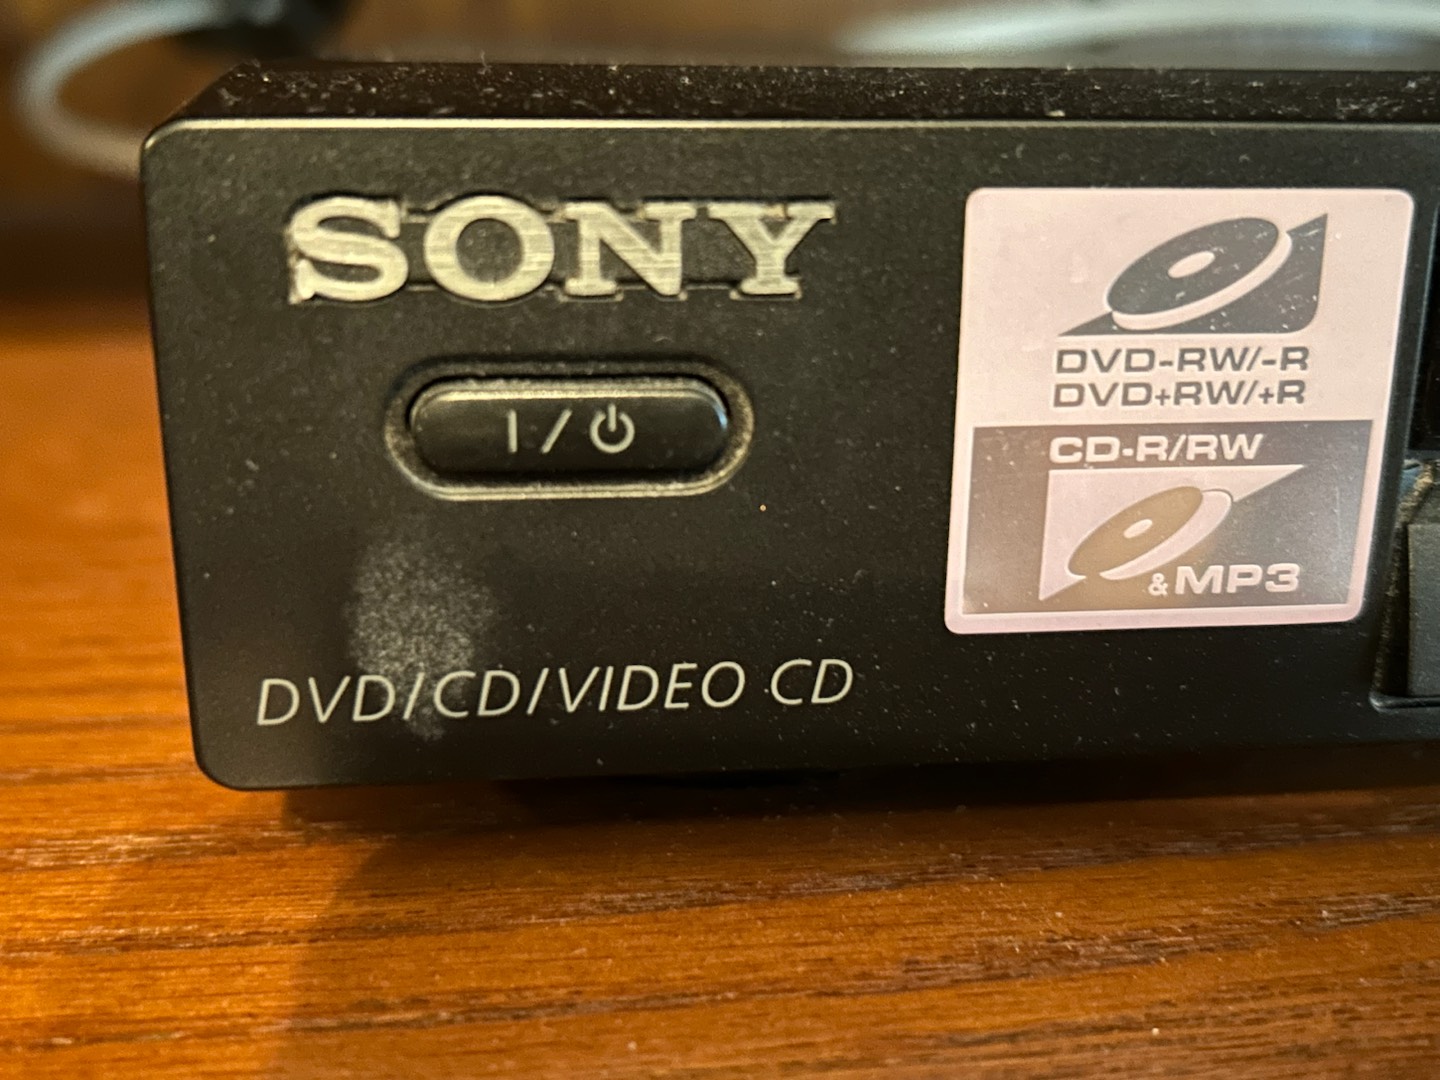 SONY
I/⏻
DVD/CD/VIDEO CD
DVD-RW/-R
DVD+RW/+R
CD-R/RW
&MP3